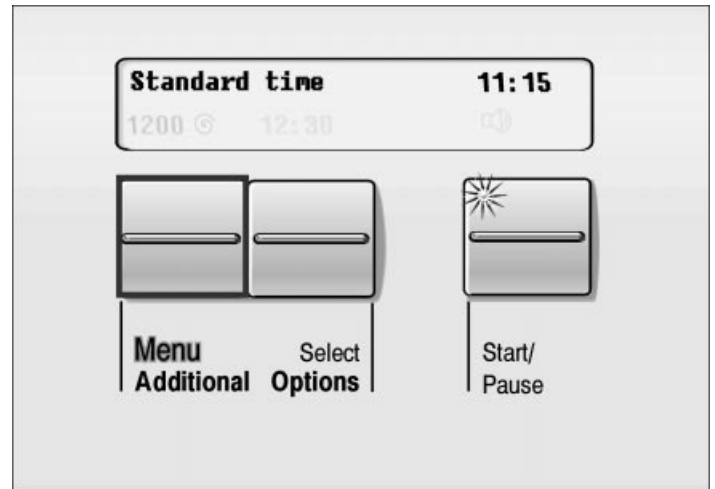 Standard time 11:15
1200 12:30
Menu Select
Additional Options
Start/
Pause